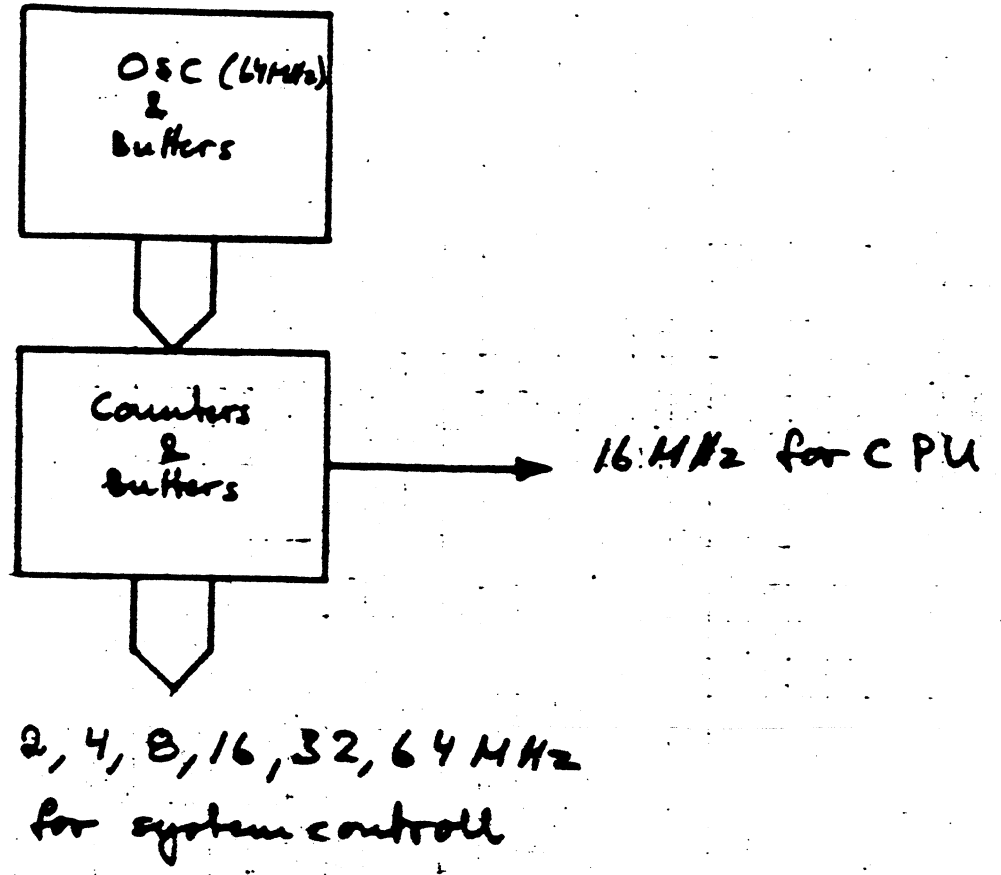 OSC (64MHz)
&
Buffers
Counters
&
Buffers
16 MHz for CPU
2, 4, 8, 16, 32, 64 MHz
for system controll